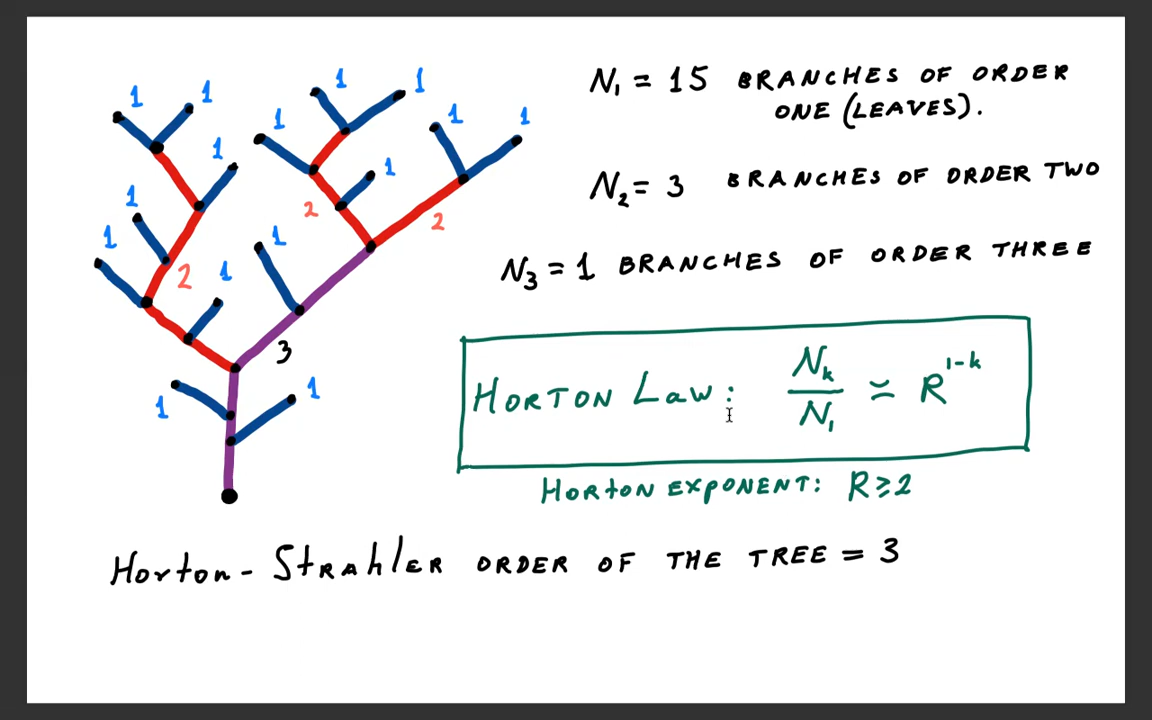 1 1 1 1 1 1 1
N₁ = 15 BRANCHES OF ORDER
ONE (LEAVES).
1 1 1
1 2 2
N₂ = 3 BRANCHES OF ORDER TWO
1 2 1 1
N₃ = 1 BRANCHES OF ORDER THREE
3
1 1
HORTON LAW: Nₖ/N₁ ≍ R^1-k
HORTON EXPONENT: R ⩾ 2
Horton-Strahler ORDER OF THE TREE = 3